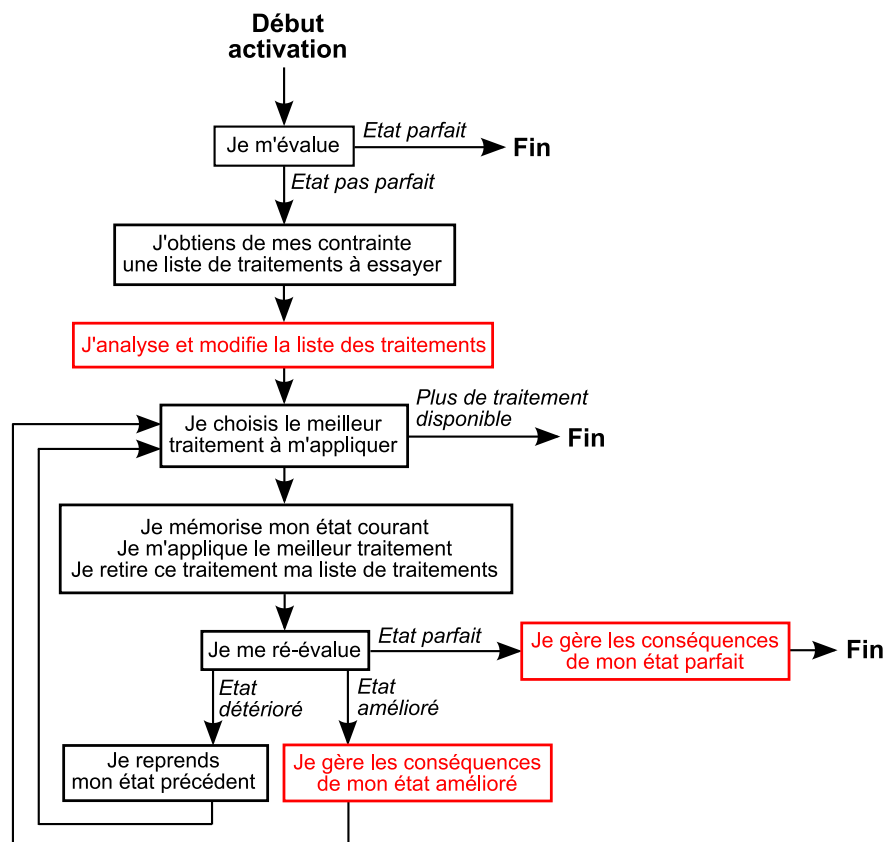 Début
activation
Je m'évalue
Etat parfait
Fin
Etat pas parfait
J'obtiens de mes contrainte
une liste de traitements à essayer
J'analyse et modifie la liste des traitements
Je choisis le meilleur
traitement à m'appliquer
Plus de traitement
disponible
Fin
Je mémorise mon état courant
Je m'applique le meilleur traitement
Je retire ce traitement ma liste de traitements
Je me ré-évalue
Etat parfait
Je gère les conséquences
de mon état parfait
Fin
Etat
détérioré
Etat
amélioré
Je reprends
mon état précédent
Je gère les conséquences
de mon état amélioré